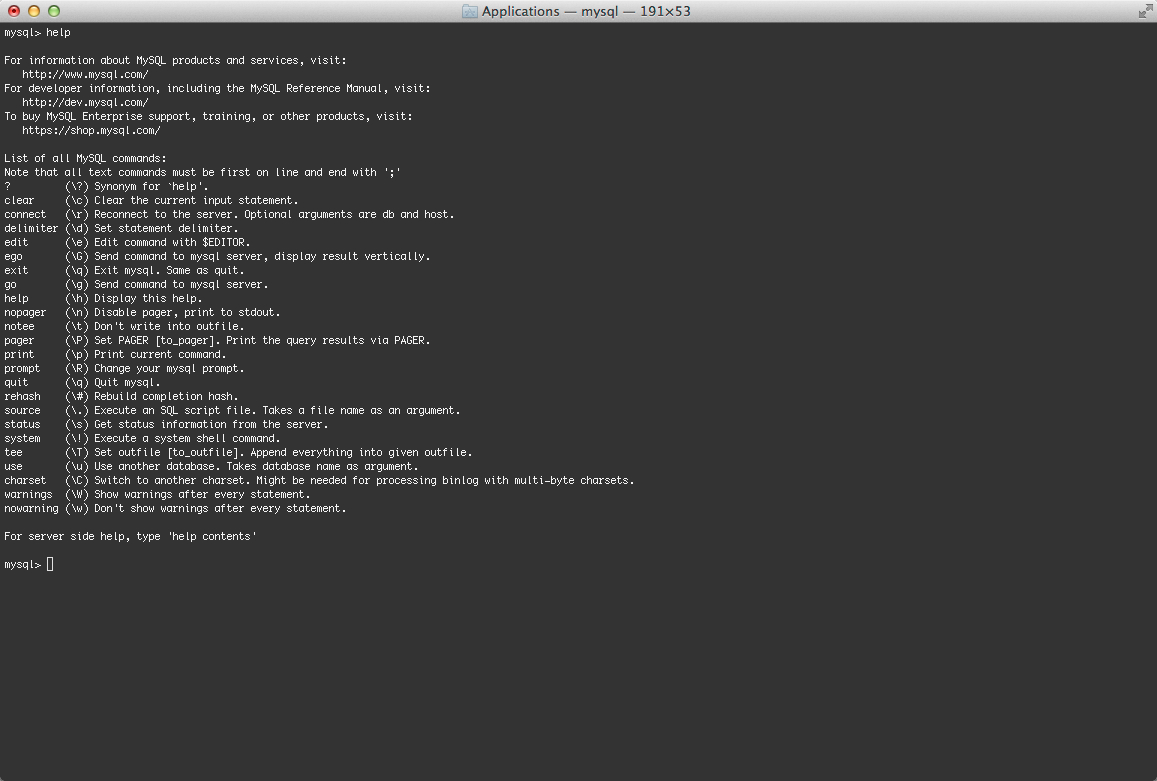 Applications — mysql — 191×53
mysql> help
For information about MySQL products and services, visit:
   http://www.mysql.com/
For developer information, including the MySQL Reference Manual, visit:
   http://dev.mysql.com/
To buy MySQL Enterprise support, training, or other products, visit:
   https://shop.mysql.com/
List of all MySQL commands:
Note that all text commands must be first on line and end with ';'
?         (\?) Synonym for `help'.
clear     (\c) Clear the current input statement.
connect   (\r) Reconnect to the server. Optional arguments are db and host.
delimiter (\d) Set statement delimiter.
edit      (\e) Edit command with $EDITOR.
ego       (\G) Send command to mysql server, display result vertically.
exit      (\q) Exit mysql. Same as quit.
go        (\g) Send command to mysql server.
help      (\h) Display this help.
nopager   (\n) Disable pager, print to stdout.
notee     (\t) Don't write into outfile.
pager     (\P) Set PAGER [to_pager]. Print the query results via PAGER.
print     (\p) Print current command.
prompt    (\R) Change your mysql prompt.
quit      (\q) Quit mysql.
rehash    (\#) Rebuild completion hash.
source    (\.) Execute an SQL script file. Takes a file name as an argument.
status    (\s) Get status information from the server.
system    (\!) Execute a system shell command.
tee       (\T) Set outfile [to_outfile]. Append everything into given outfile.
use       (\u) Use another database. Takes database name as argument.
charset   (\C) Switch to another charset. Might be needed for processing binlog with multi-byte charsets.
warnings  (\W) Show warnings after every statement.
nowarning (\w) Don't show warnings after every statement.
For server side help, type 'help contents'
mysql>